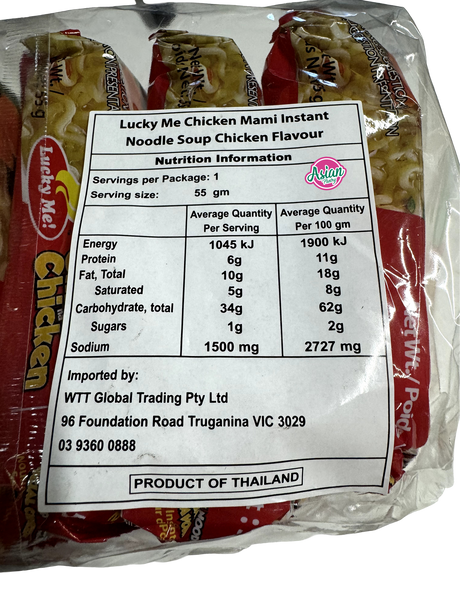 Lucky Me Chicken Mami Instant
Noodle Soup Chicken Flavour
Nutrition Information
Servings per Package: 1
Serving size: 55 gm
Asian
Average Quantity Per Serving Average Quantity Per 100 gm
Energy 1045 kJ 1900 kJ
Protein 6g 11g
Fat, Total 10g 18g
Saturated 5g 8g
Carbohydrate, total 34g 62g
Sugars 1g 2g
Sodium 1500 mg 2727 mg
Imported by:
WTT Global Trading Pty Ltd
96 Foundation Road Truganina VIC 3029
03 9360 0888
PRODUCT OF THAILAND
Lucky Me!
Chicken
Net Wt. / Poids